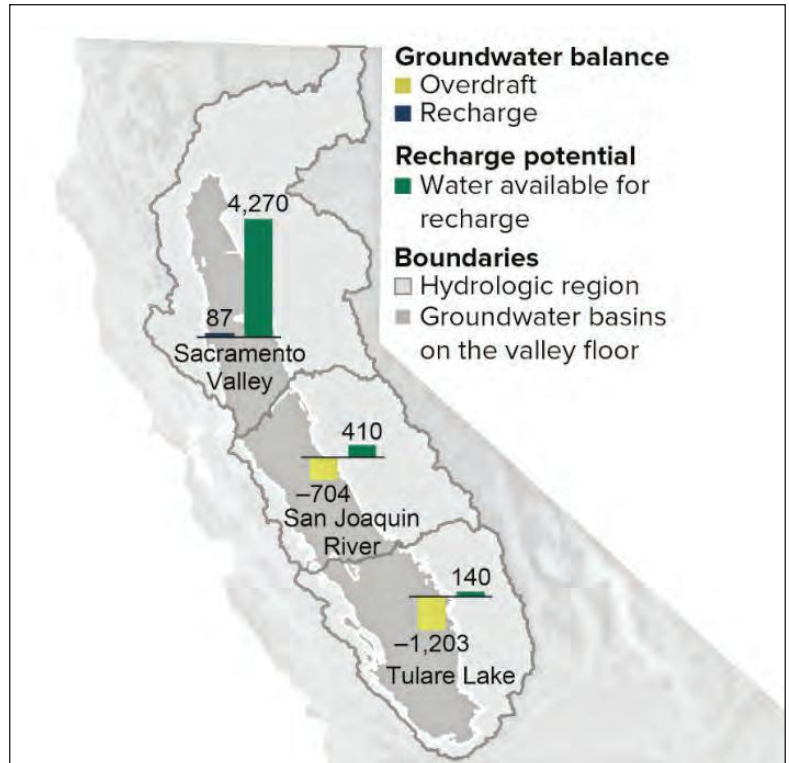 Groundwater balance
Overdraft
Recharge
Recharge potential
Water available for
recharge
Boundaries
Hydrologic region
Groundwater basins
on the valley floor
4,270
87
Sacramento
Valley
410
–704
San Joaquin
River
140
–1,203
Tulare Lake